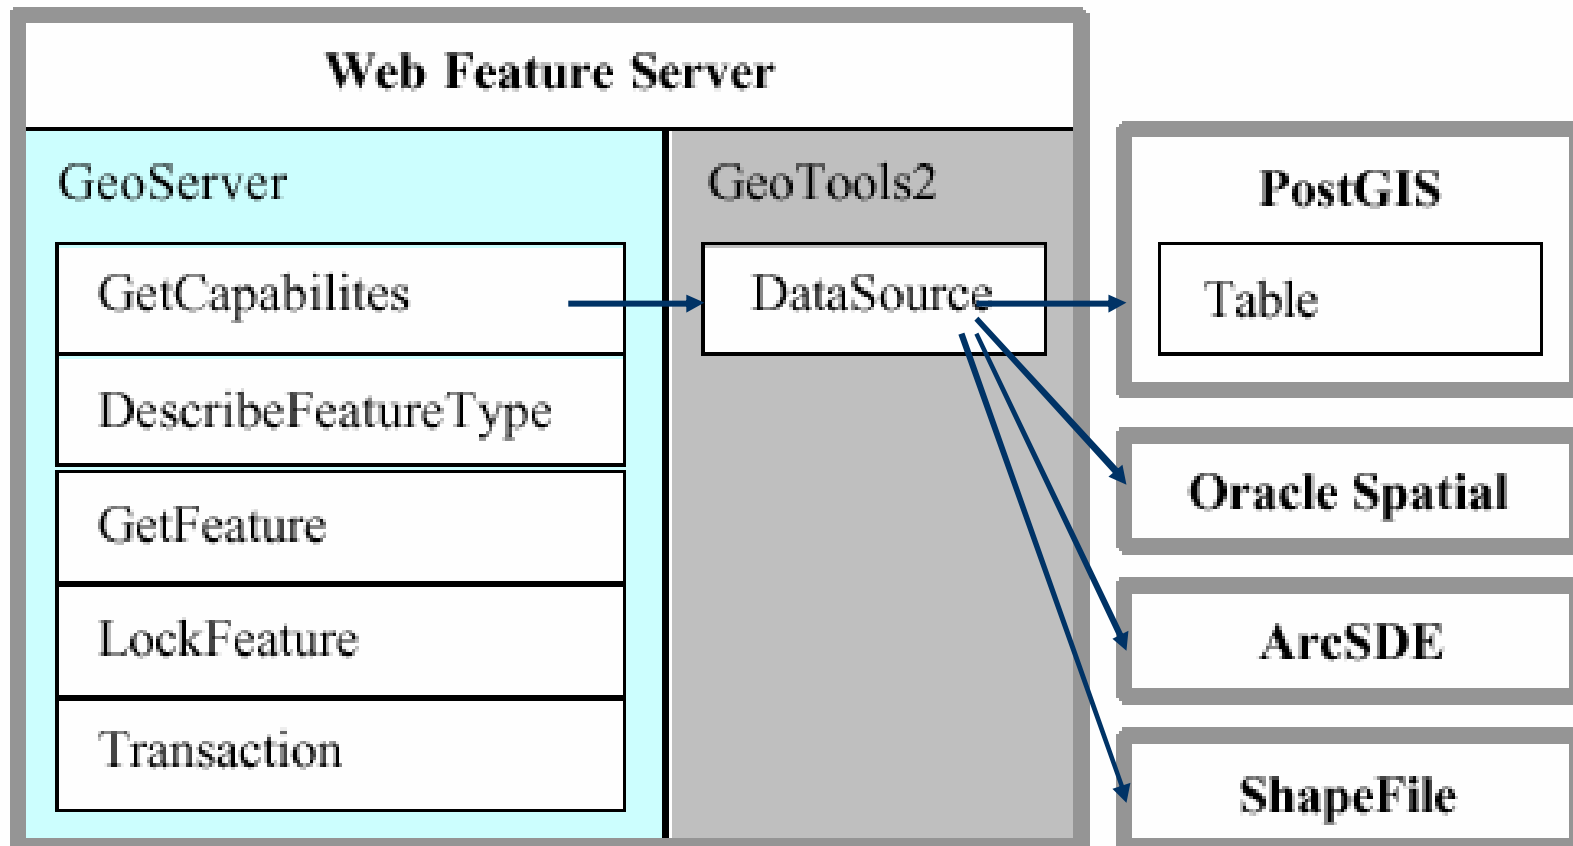 Web Feature Server
GeoServer
GetCapabilites
DescribeFeatureType
GetFeature
LockFeature
Transaction
GeoTools2
DataSource
PostGIS
Table
Oracle Spatial
ArcSDE
ShapeFile